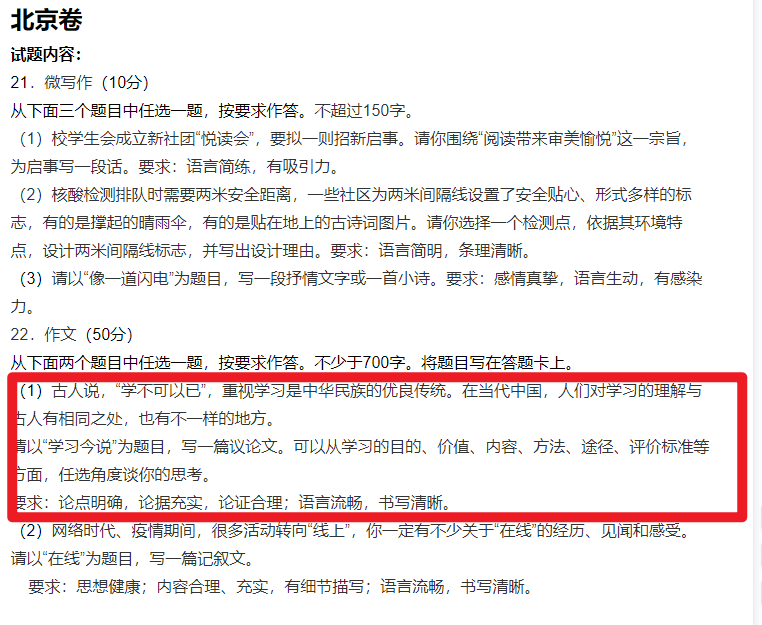 北京卷
试题内容：
21．微写作（10分）
从下面三个题目中任选一题，按要求作答。不超过150字。
（1）校学生会成立新社团“悦读会”，要拟一则招新启事。请你围绕“阅读带来审美愉悦”这一宗旨，
为启事写一段话。要求：语言简练，有吸引力。
（2）核酸检测排队时需要两米安全距离，一些社区为两米间隔线设置了安全贴心、形式多样的标
志，有的是撑起的晴雨伞，有的是贴在地上的古诗词图片。请你选择一个检测点，依据其环境特
点，设计两米间隔线标志，并写出设计理由。要求：语言简明，条理清晰。
（3）请以“像一道闪电”为题目，写一段抒情文字或一首小诗。要求：感情真挚，语言生动，有感染
力。
22．作文（50分）
从下面两个题目中任选一题，按要求作答。不少于700字。将题目写在答题卡上。
（1）古人说，“学不可以已”，重视学习是中华民族的优良传统。在当代中国，人们对学习的理解与
古人有相同之处，也有不一样的地方。
请以“学习今说”为题目，写一篇议论文。可以从学习的目的、价值、内容、方法、途径、评价标准等
方面，任选角度谈你的思考。
要求：论点明确，论据充实，论证合理；语言流畅，书写清晰。
（2）网络时代、疫情期间，很多活动转向“线上”，你一定有不少关于“在线”的经历、见闻和感受。
请以“在线”为题目，写一篇记叙文。
要求：思想健康；内容合理、充实，有细节描写；语言流畅，书写清晰。